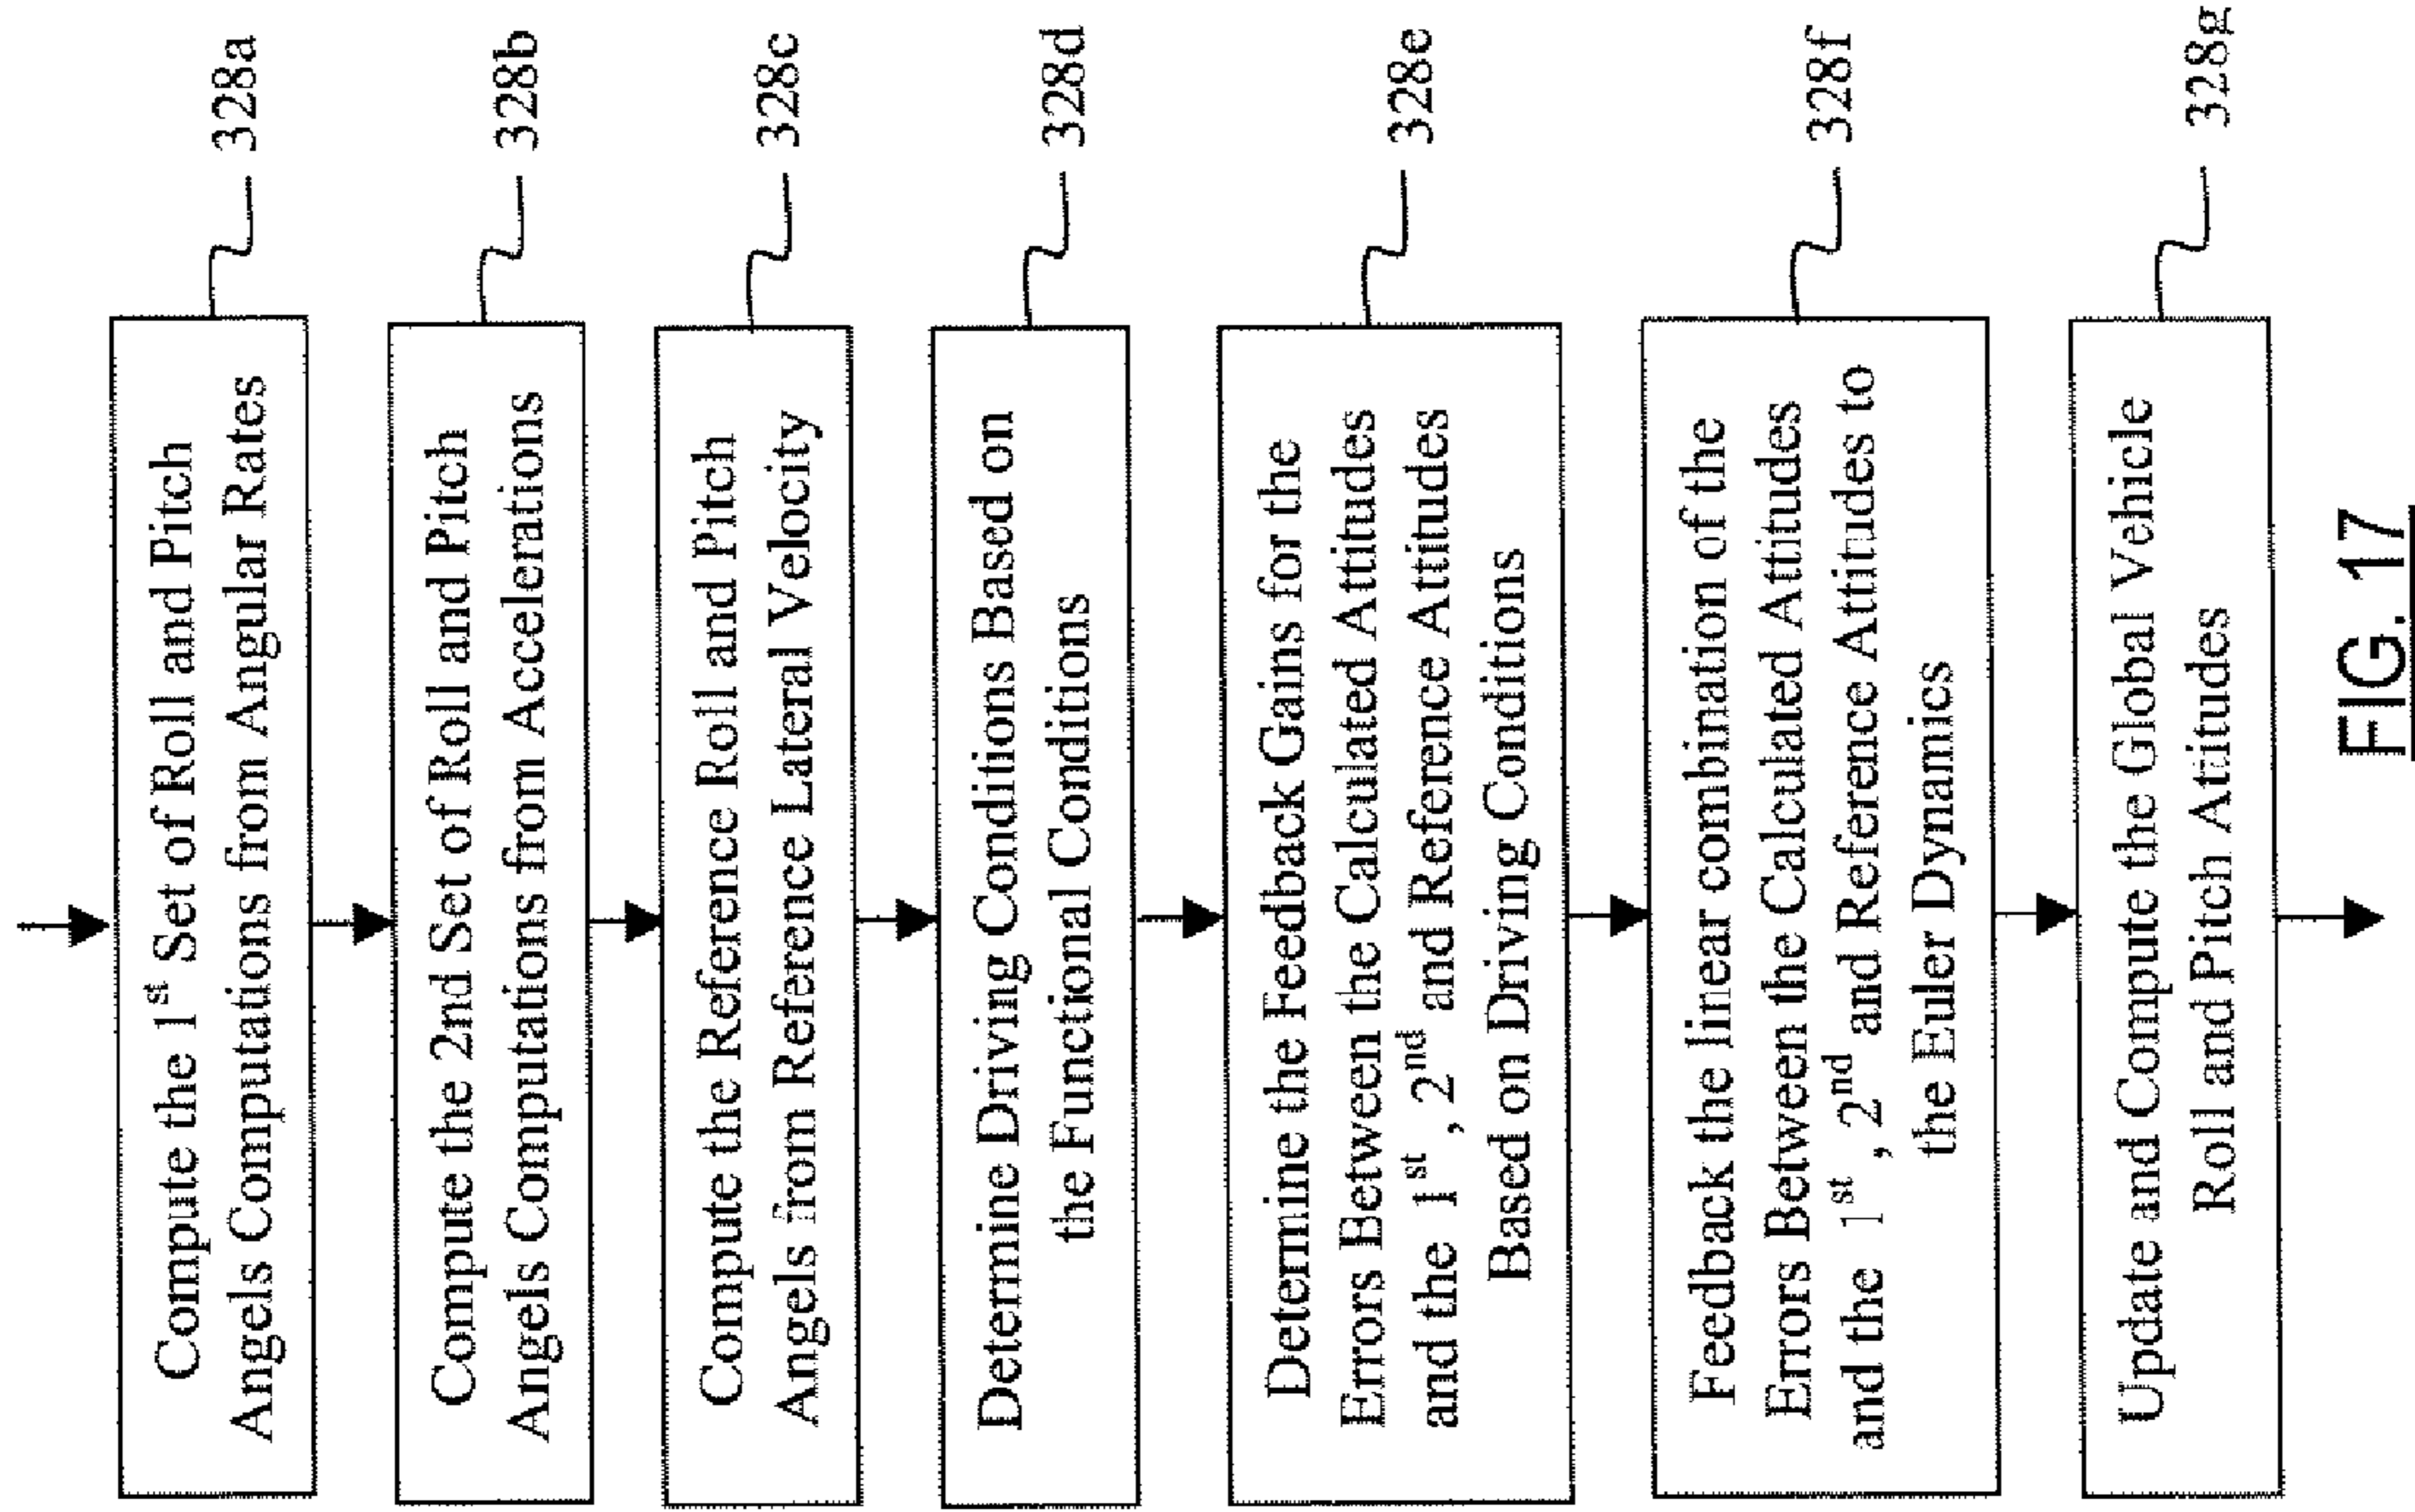 Compute the 1st Set of Roll and Pitch
Angels Computations from Angular Rates
328a
Compute the 2nd Set of Roll and Pitch
Angels Computations from Accelerations
328b
Compute the Reference Roll and Pitch
Angels from Reference Lateral Velocity
328c
Determine Driving Conditions Based on
the Functional Conditions
328d
Determine the Feedback Gains for the
Errors Between the Calculated Attitudes
and the 1st, 2nd and Reference Attitudes
Based on Driving Conditions
328e
Feedback the linear combination of the
Errors Between the Calculated Attitudes
and the 1st, 2nd and Reference Attitudes to
the Euler Dynamics
328f
Update and Compute the Global Vehicle
Roll and Pitch Attitudes
328g
FIG. 17